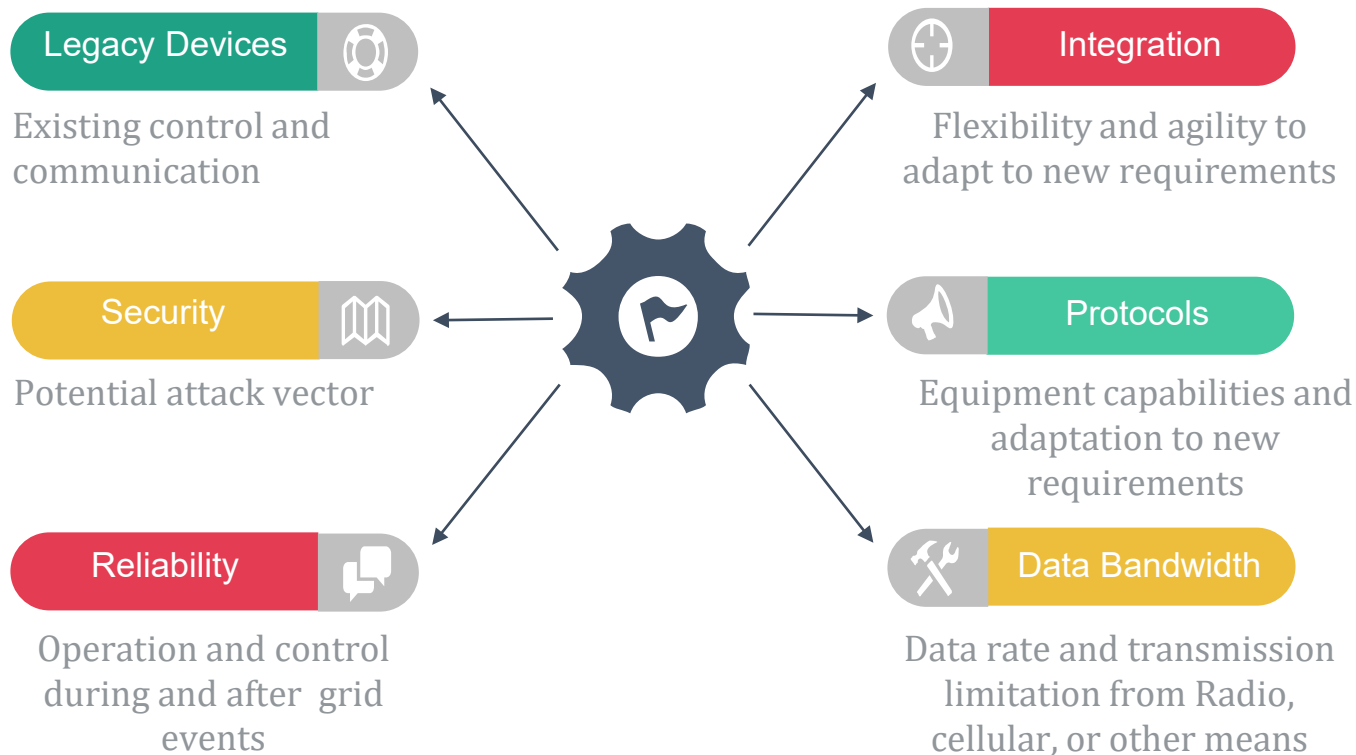 Legacy Devices
Existing control and
communication
Security
Potential attack vector
Reliability
Operation and control
during and after  grid
events
Integration
Flexibility and agility to
adapt to new requirements
Protocols
Equipment capabilities and
adaptation to new
requirements
Data Bandwidth
Data rate and transmission
limitation from Radio,
cellular, or other means